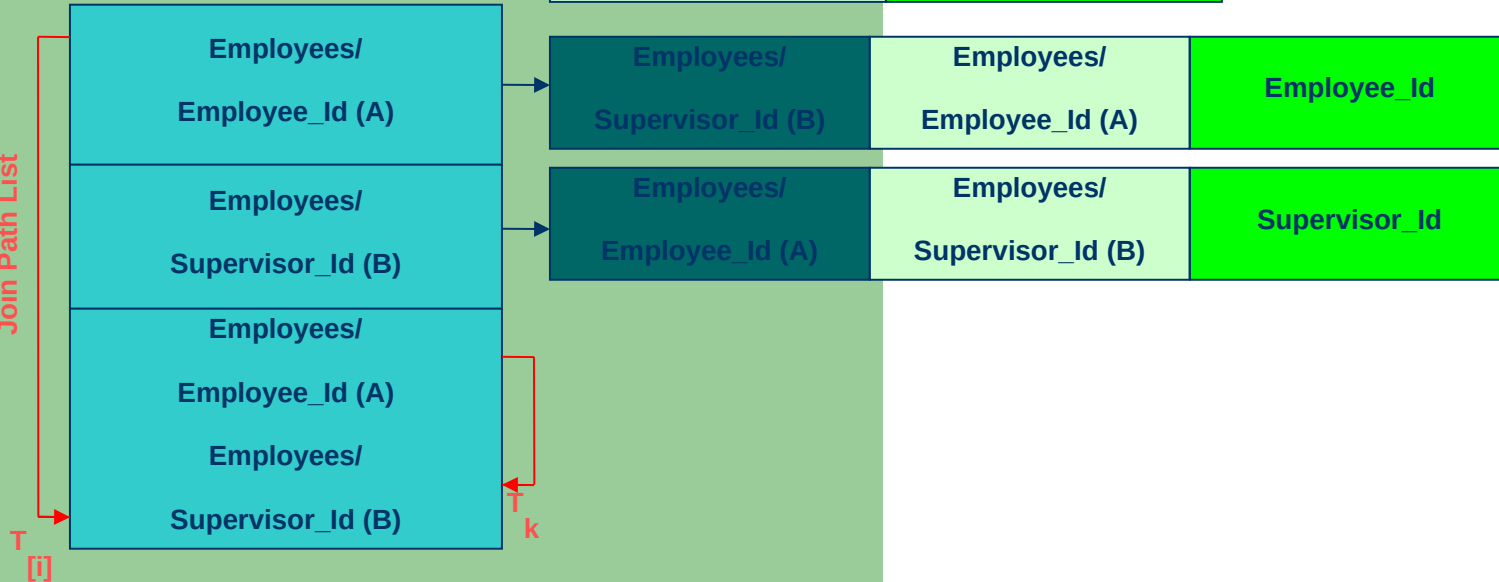 Employees/
Employee_Id (A)
Employees/
Supervisor_Id (B)
Employees/
Employee_Id (A)
Employee_Id
Employees/
Supervisor_Id (B)
Employees/
Employee_Id (A)
Employees/
Supervisor_Id (B)
Supervisor_Id
Employees/
Employee_Id (A)
Employees/
Supervisor_Id (B)
Join Path List
T
k
T
[i]